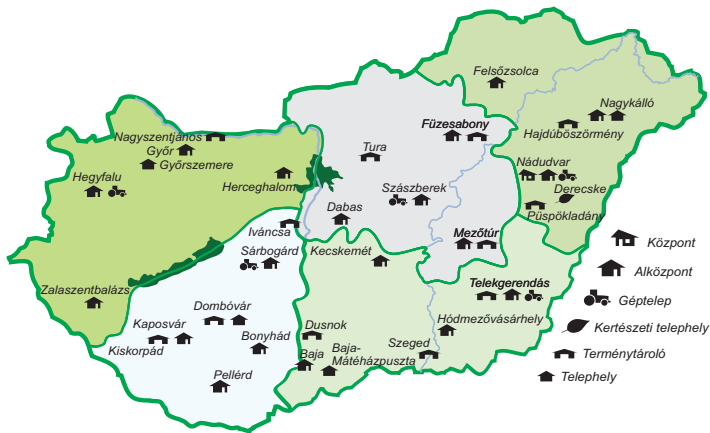 Felsőzsolca
Nagykálló
Füzesabony
Hajdúböszörmény
Nagyszentjános
Győr
Győrszemere
Tura
Nádudvar
Hegyfalu
Herceghalom
Szászberek
Derecske
Püspökladány
Dabas
Iváncsa
Mezőtúr
Központ
Sárbogárd
Kecskemét
Alközpont
Zalaszentbalázs
Telekgerendás
Géptelep
Dombóvár
Kaposvár
Hódmezővásárhely
Kertészeti telephely
Dusnok
Kiskorpád
Bonyhád
Szeged
Baja
Baja-
Mátéházpuszta
Terménytároló
Pellérd
Telephely